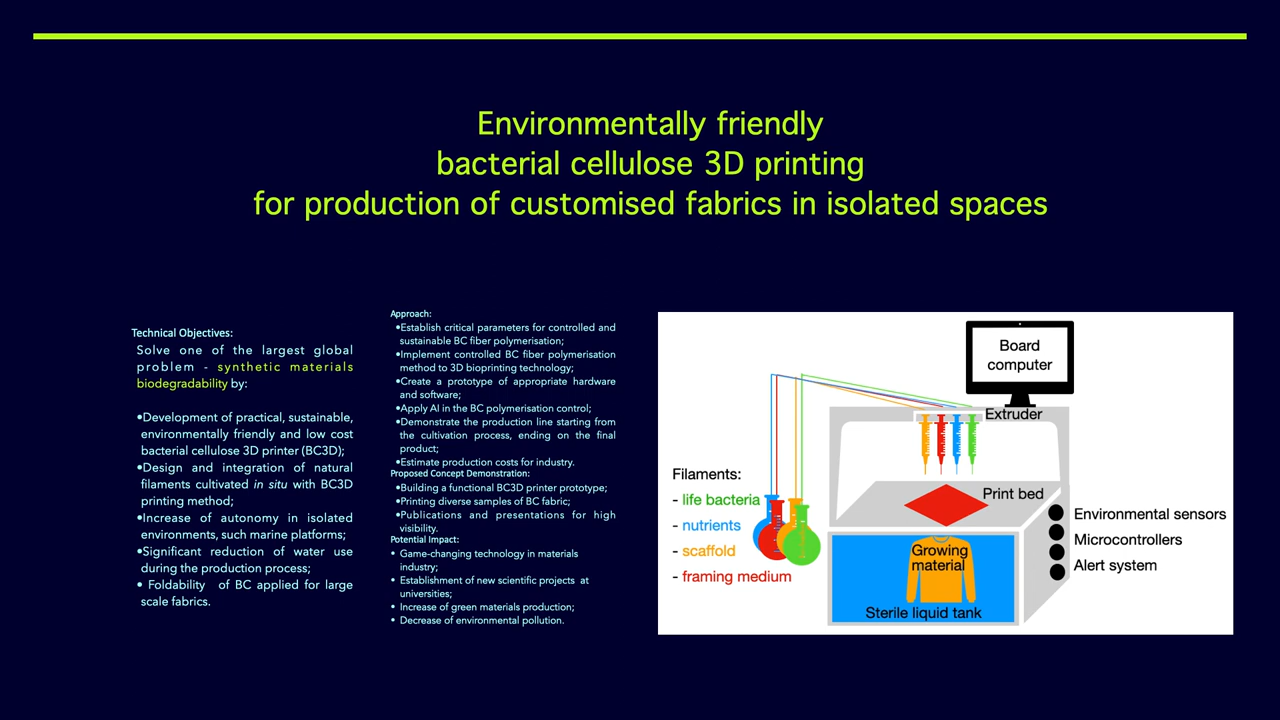 Environmentally friendly
bacterial cellulose 3D printing
for production of customised fabrics in isolated spaces
Technical Objectives:
Solve one of the largest global
problem - synthetic materials
biodegradability by:
•Development of practical, sustainable,
environmentally friendly and low cost
bacterial cellulose 3D printer (BC3D);
•Design and integration of natural
filaments cultivated in situ with BC3D
printing method;
•Increase of autonomy in isolated
environments, such marine platforms;
•Significant reduction of water use
during the production process;
• Foldability of BC applied for large
scale fabrics.
Approach:
•Establish critical parameters for controlled and
sustainable BC fiber polymerisation;
•Implement controlled BC fiber polymerisation
method to 3D bioprinting technology;
•Create a prototype of appropriate hardware
and software;
•Apply AI in the BC polymerisation control;
•Demonstrate the production line starting from
the cultivation process, ending on the final
product;
•Estimate production costs for industry.
Proposed Concept Demonstration:
•Building a functional BC3D printer prototype;
•Printing diverse samples of BC fabric;
•Publications and presentations for high
visibility.
Potential Impact:
• Game-changing technology in materials
industry;
• Establishment of new scientific projects at
universities;
• Increase of green materials production;
• Decrease of environmental pollution.
Board
computer
Extruder
Filaments:
- life bacteria
- nutrients
- scaffold
- framing medium
Print bed
Growing
material
Sterile liquid tank
Environmental sensors
Microcontrollers
Alert system